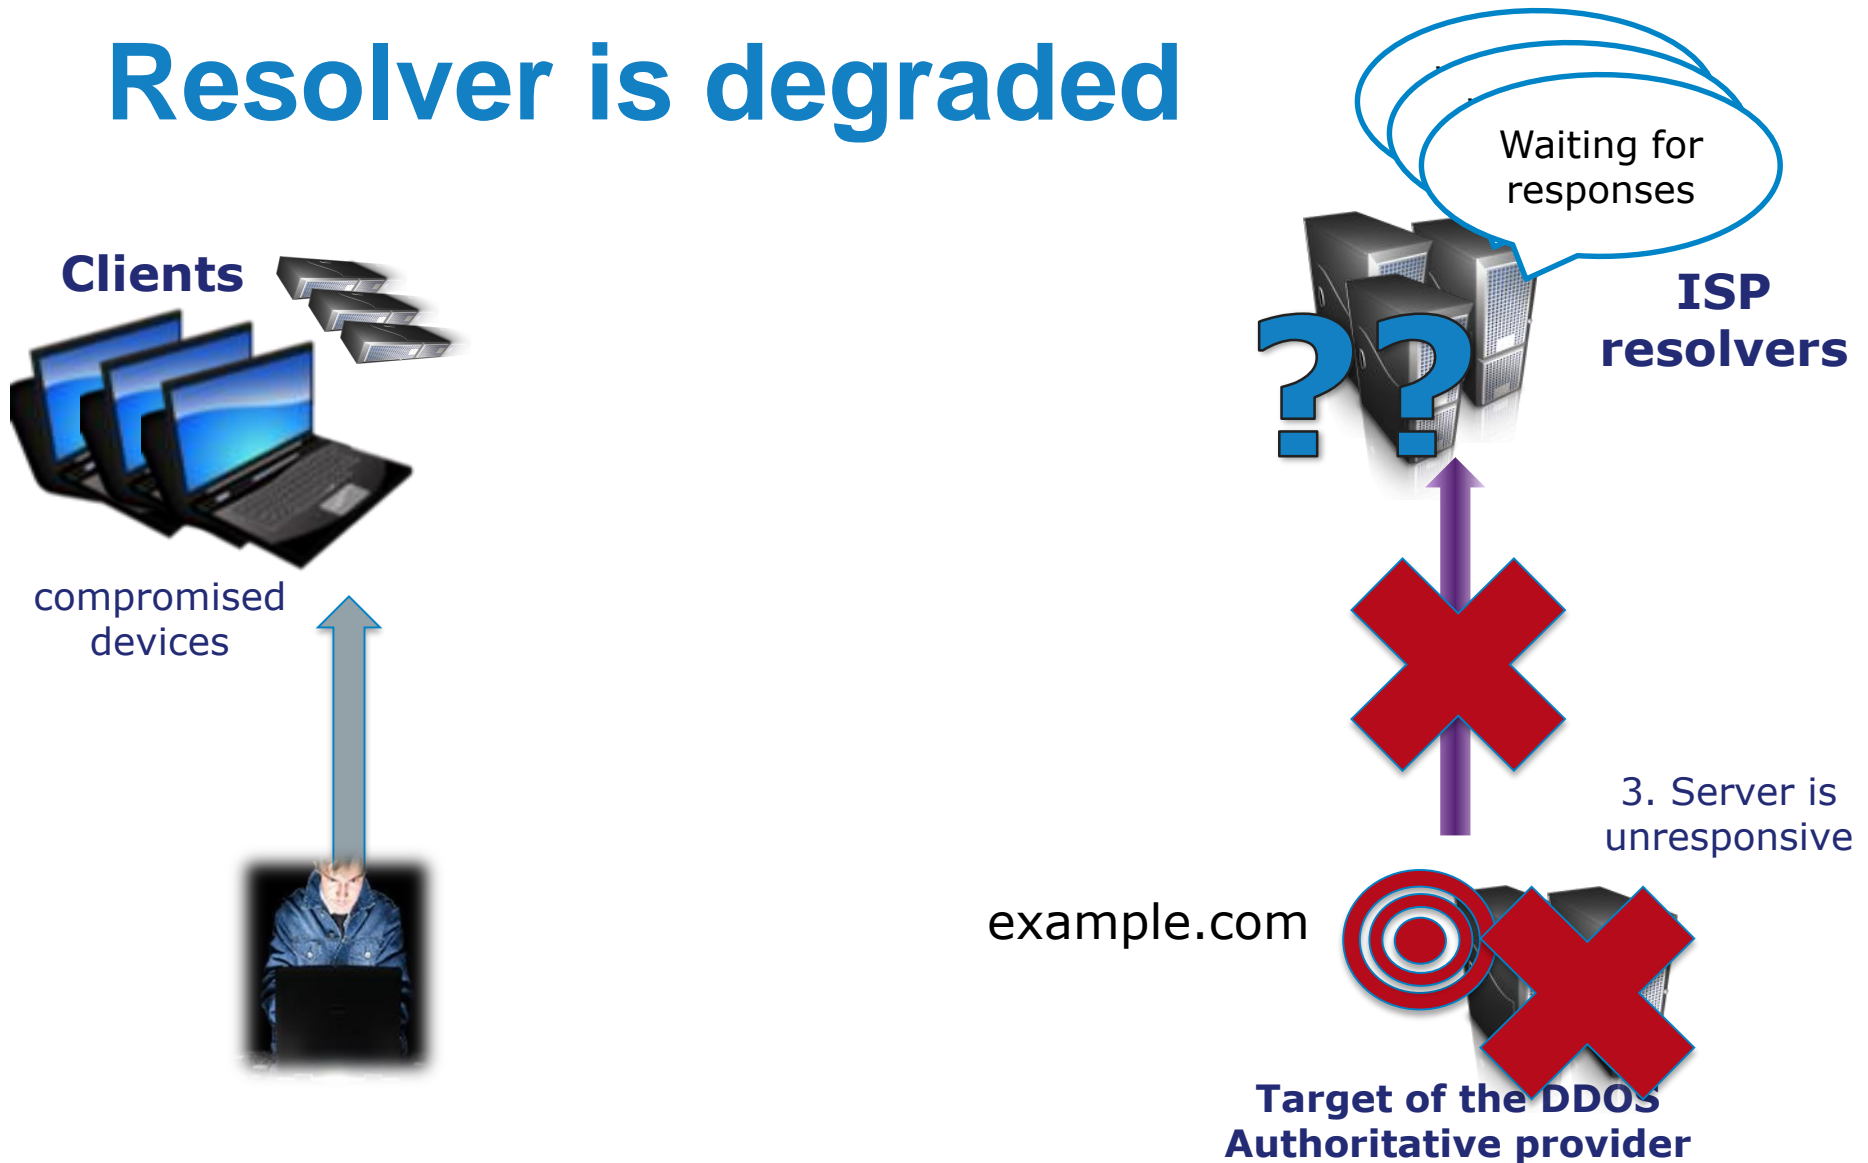 Resolver is degraded
Waiting for
responses
Clients
ISP
resolvers
compromised
devices
3. Server is
unresponsive
example.com
Target of the DDOS
Authoritative provider